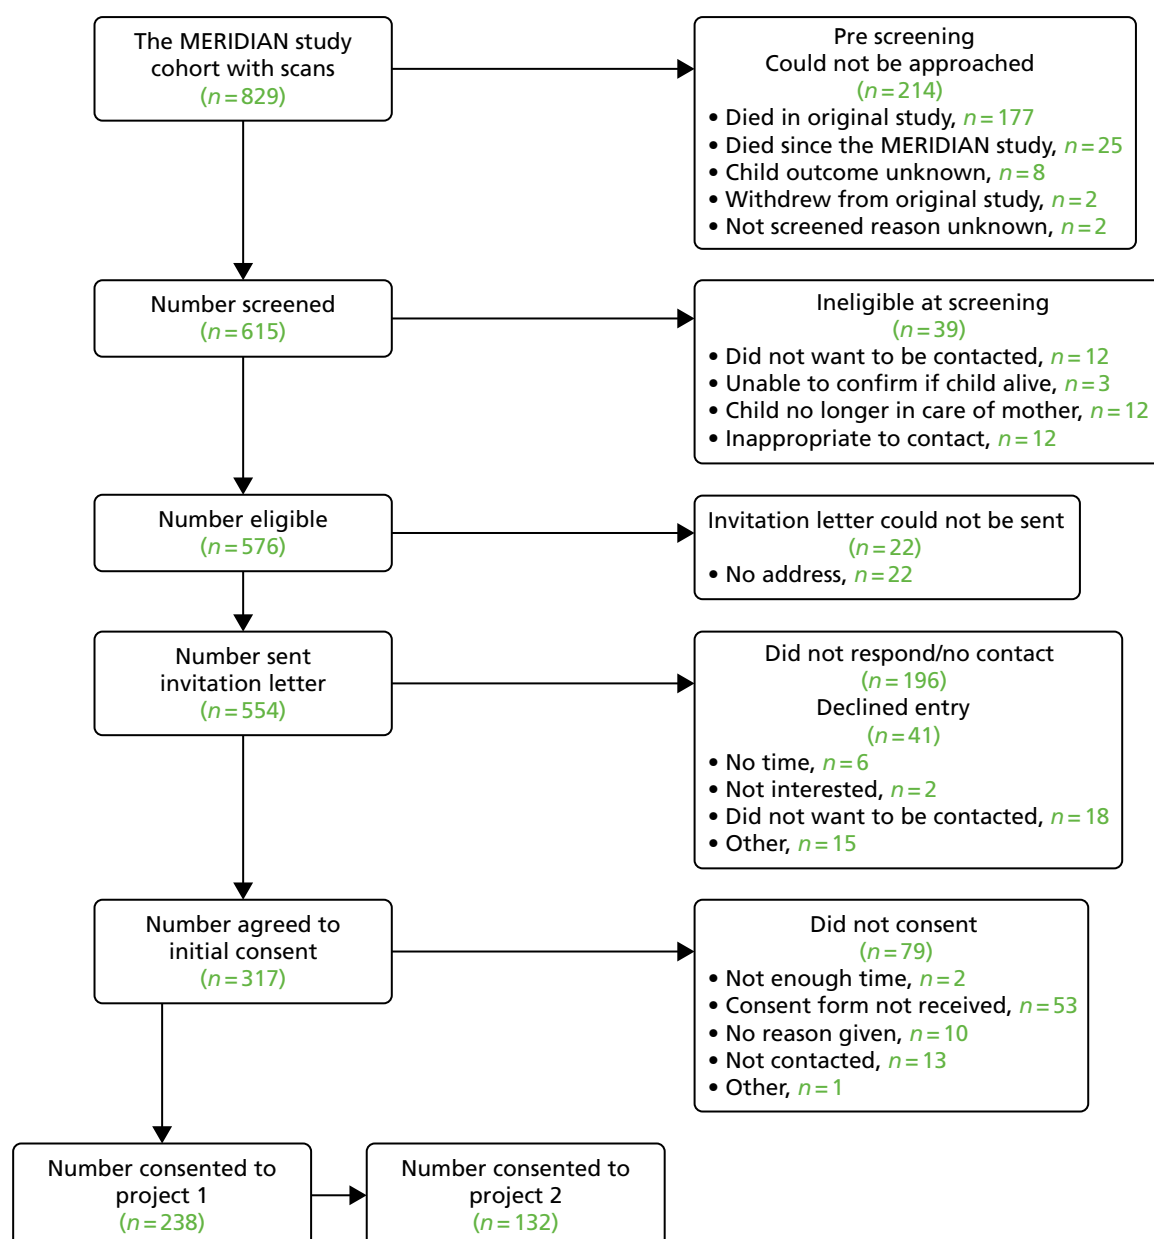 The MERIDIAN study
cohort with scans
(n=829)
Pre screening
Could not be approached
(n=214)
• Died in original study, n=177
• Died since the MERIDIAN study, n=25
• Child outcome unknown, n=8
• Withdrew from original study, n=2
• Not screened reason unknown, n=2
Number screened
(n=615)
Ineligible at screening
(n=39)
• Did not want to be contacted, n=12
• Unable to confirm if child alive, n=3
• Child no longer in care of mother, n=12
• Inappropriate to contact, n=12
Number eligible
(n=576)
Invitation letter could not be sent
(n=22)
• No address, n=22
Number sent
invitation letter
(n=554)
Did not respond/no contact
(n=196)
Declined entry
(n=41)
• No time, n=6
• Not interested, n=2
• Did not want to be contacted, n=18
• Other, n=15
Number agreed to
initial consent
(n=317)
Did not consent
(n=79)
• Not enough time, n=2
• Consent form not received, n=53
• No reason given, n=10
• Not contacted, n=13
• Other, n=1
Number consented to
project 1
(n=238)
Number consented to
project 2
(n=132)